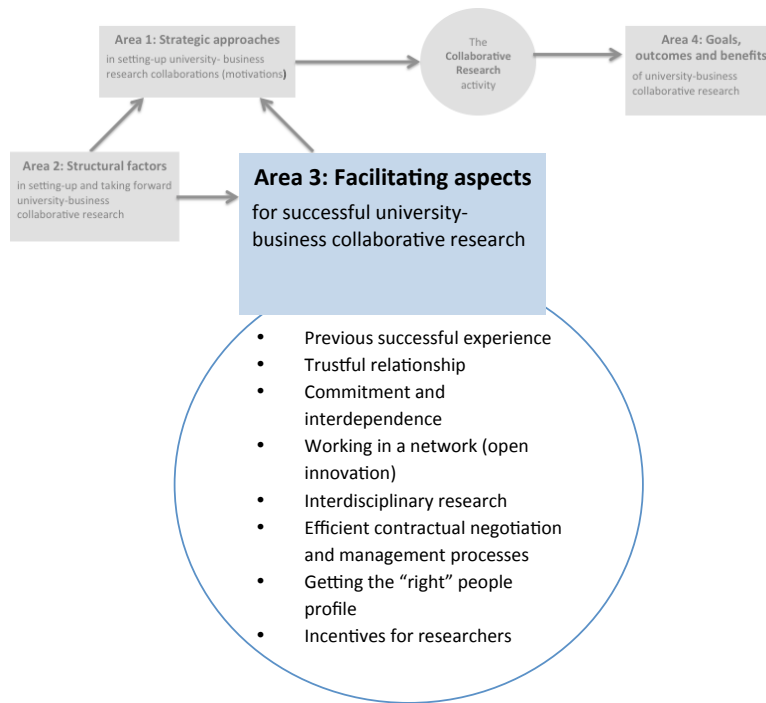 Area 1: Strategic approaches
in setting-up university- business
research collaborations (motivations)
The
Collaborative
Research
activity
Area 4: Goals,
outcomes and benefits
of university-business
collaborative research
Area 2: Structural factors
in setting-up and taking forward
university-business
collaborative research
Area 3: Facilitating aspects
for successful university-
business collaborative research
• Previous successful experience
• Trustful relationship
• Commitment and
interdependence
• Working in a network (open
innovation)
• Interdisciplinary research
• Efficient contractual negotiation
and management processes
• Getting the “right” people
profile
• Incentives for researchers